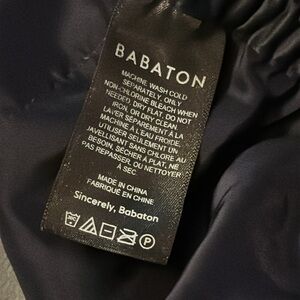 BABATON
MACHINE WASH COLD
SEPARATELY. ONLY
NON-CHLORINE BLEACH WHEN
NEEDED. DRY FLAT. DO NOT
IRON, OR DRY CLEAN.
LAVER SÉPARÉMENT À LA
MACHINE À L'EAU FROIDE.
UTILISER SEULEMENT UN
JAVELLISANT SANS CHLORE AU
BESOIN. SÉCHER À PLAT, NE
PAS REPASSER, OU NETTOYER
À SEC.
MADE IN CHINA
FABRIQUÉ EN CHINE
Sincerely, Babaton
P